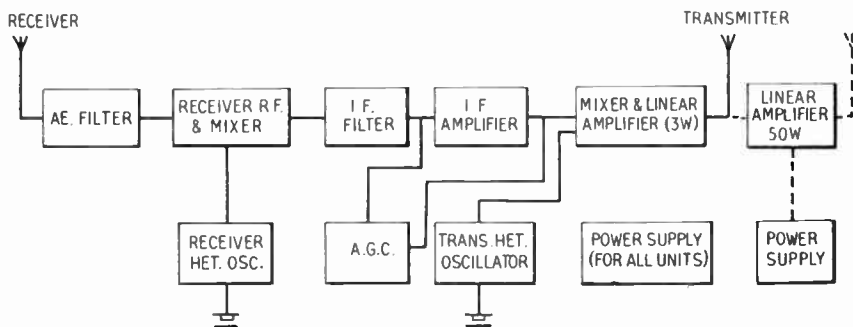 RECEIVER
TRANSMITTER
AE. FILTER
RECEIVER R.F.
& MIXER
I F.
FILTER
I F
AMPLIFIER
MIXER & LINEAR
AMPLIFIER (3W)
LINEAR
AMPLIFIER
50W
RECEIVER
HET. OSC.
A.G.C.
TRANS. HET.
OSCILLATOR
POWER SUPPLY
(FOR ALL UNITS)
POWER
SUPPLY